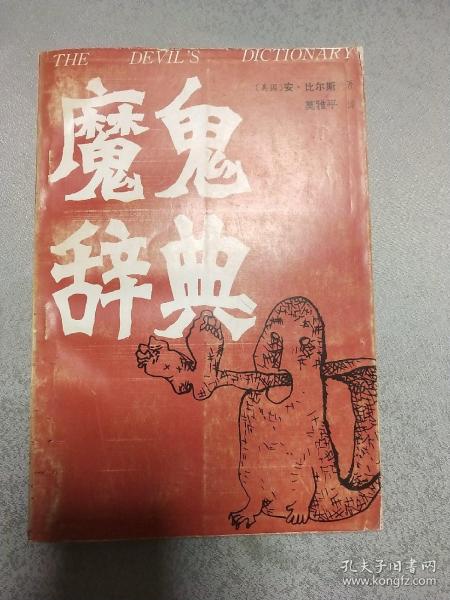 THE DEVIL'S DICTIONARY
〔美国〕安·比尔斯 著
莫雅平 译
魔鬼
辞典
孔夫子旧书网
www.kongfz.com